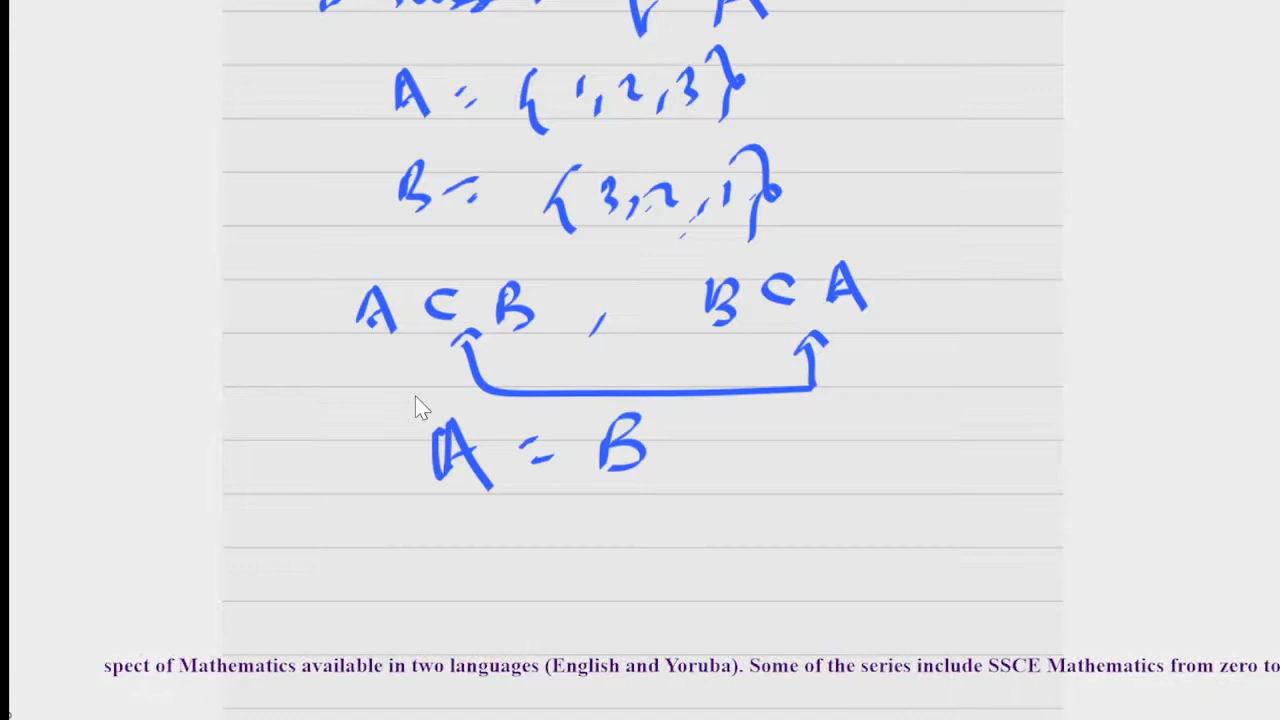 A = {1,2,3}
B = {3,2,1}
A ⊂ B , B ⊂ A
A = B
spect of Mathematics available in two languages (English and Yoruba). Some of the series include SSCE Mathematics from zero to